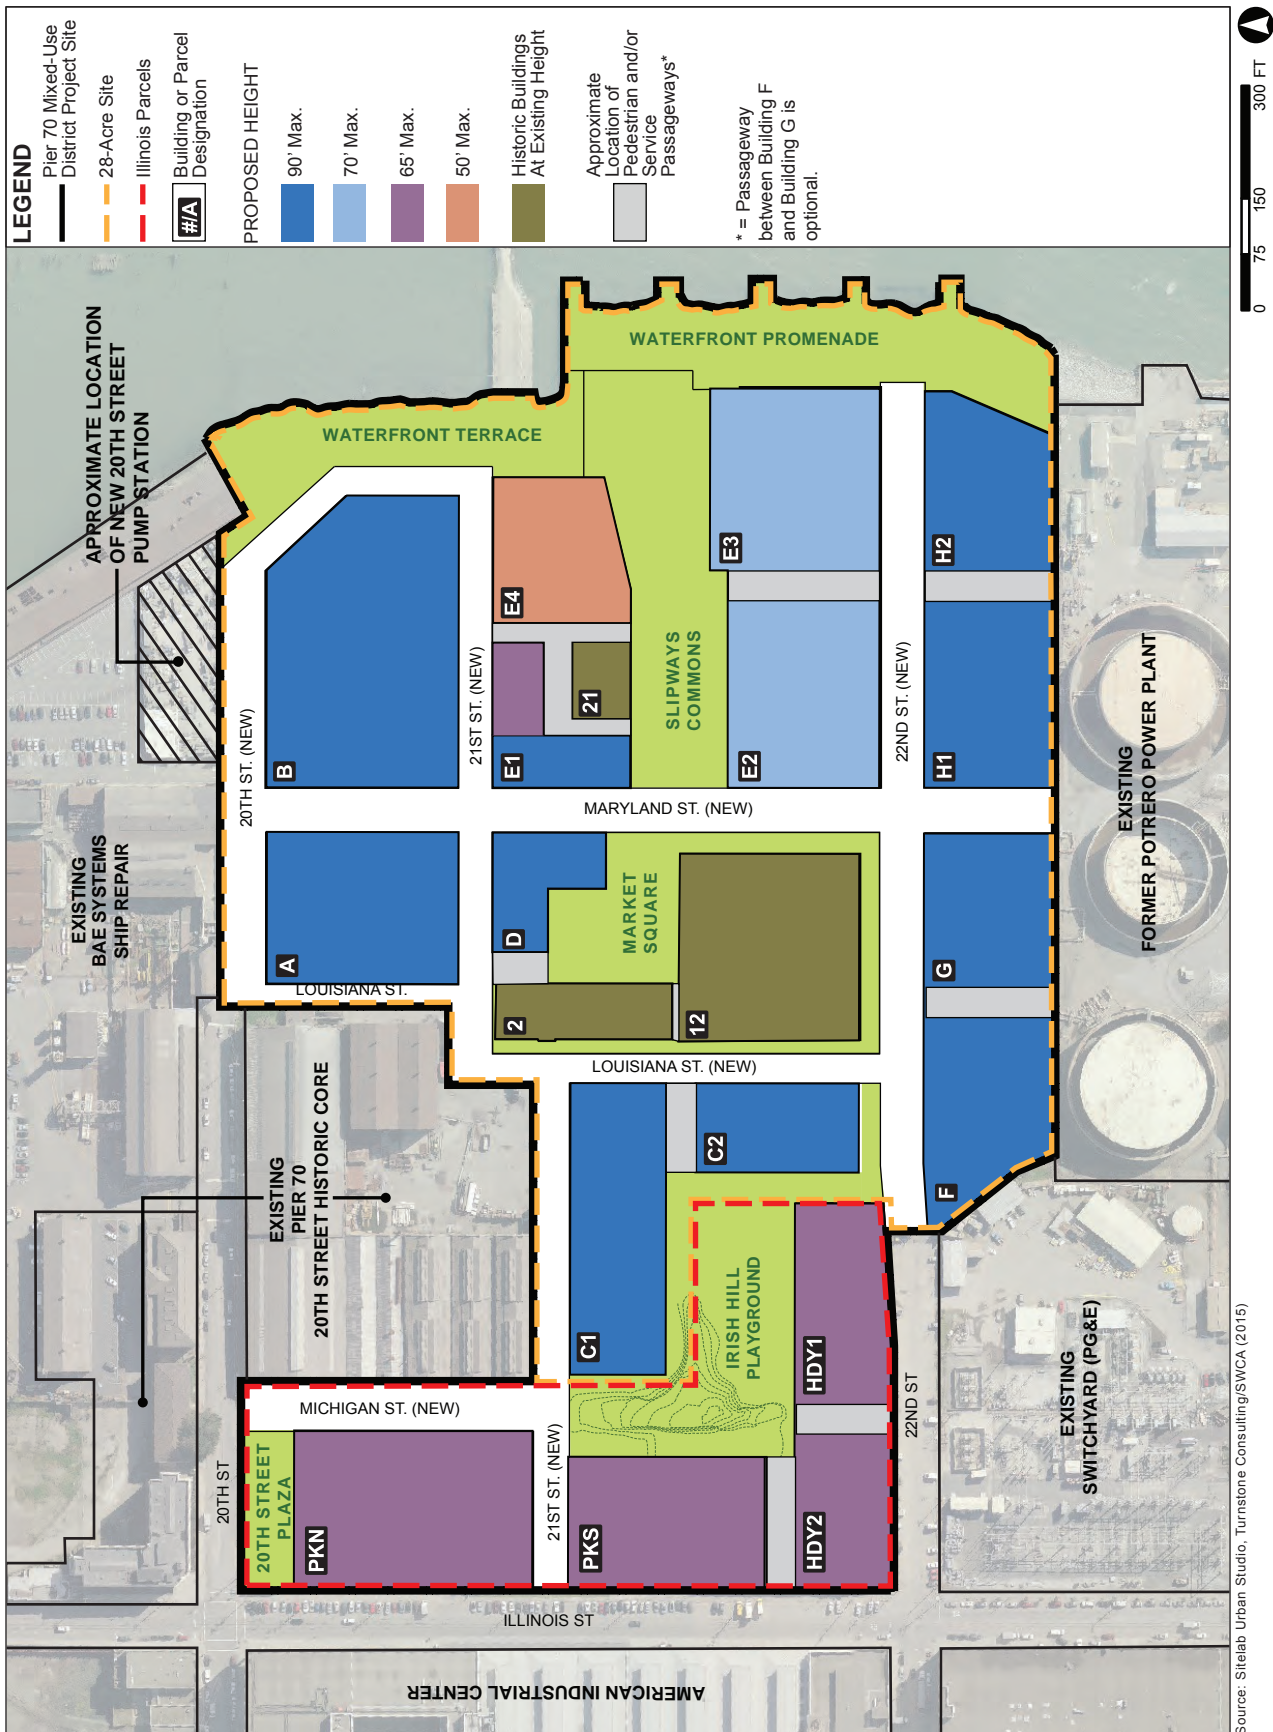 LEGEND
Pier 70 Mixed-Use
District Project Site
28-Acre Site
Illinois Parcels
#/A
Building or Parcel
Designation
PROPOSED HEIGHT
90' Max.
70' Max.
65' Max.
50' Max.
Historic Buildings
At Existing Height
Approximate
Location of
Pedestrian and/or
Service
Passageways*
* = Passageway
between Building F
and Building G is
optional.
0
75
150
300 FT
APPROXIMATE LOCATION
OF NEW 20TH STREET
PUMP STATION
WATERFRONT TERRACE
WATERFRONT PROMENADE
EXISTING
BAE SYSTEMS
SHIP REPAIR
20TH ST. (NEW)
B
A
LOUISIANA ST.
21ST ST. (NEW)
E4
E1
21
SLIPWAYS
COMMONS
E3
E2
22ND ST. (NEW)
H2
H1
MARYLAND ST. (NEW)
D
MARKET
SQUARE
2
12
G
F
EXISTING
FORMER POTRERO POWER PLANT
LOUISIANA ST. (NEW)
EXISTING
PIER 70
20TH STREET HISTORIC CORE
C1
C2
IRISH HILL
PLAYGROUND
HDY1
HDY2
MICHIGAN ST. (NEW)
20TH ST
20TH STREET
PLAZA
PKN
21ST ST. (NEW)
PKS
22ND ST
EXISTING
SWITCHYARD (PG&E)
ILLINOIS ST
AMERICAN INDUSTRIAL CENTER
Source: Sitelab Urban Studio, Turnstone Consulting/SWCA (2015)